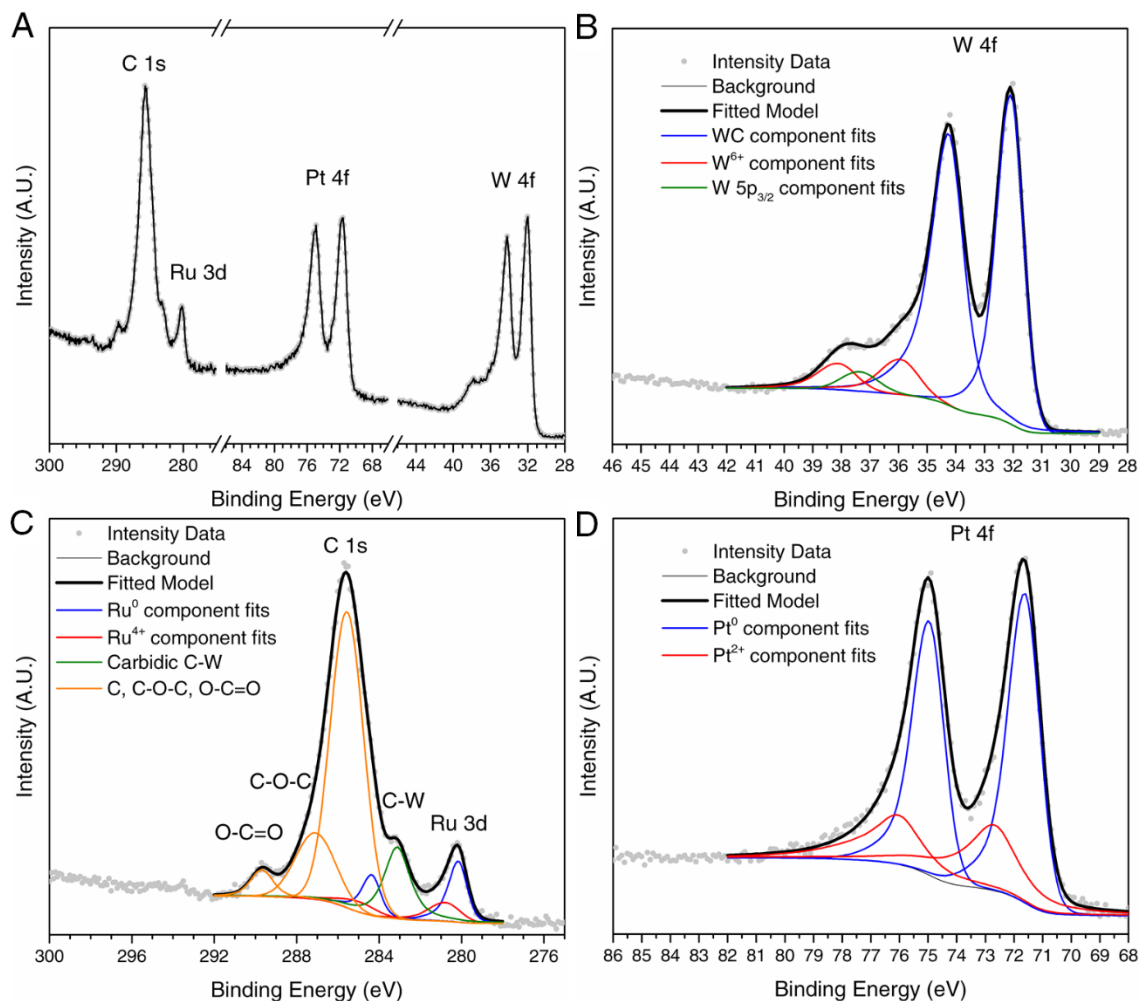 A
C 1s
Ru 3d
Pt 4f
W 4f
Intensity (A.U.)
300 290 280 84 80 76 72 68 40 36 32 28
Binding Energy (eV)
B
W 4f
Intensity Data
Background
Fitted Model
WC component fits
W⁶⁺ component fits
W 5p₃/₂ component fits
Intensity (A.U.)
46 45 44 43 42 41 40 39 38 37 36 35 34 33 32 31 30 29 28
Binding Energy (eV)
C
C 1s
Intensity Data
Background
Fitted Model
Ru⁰ component fits
Ru⁴⁺ component fits
Carbidic C-W
C, C-O-C, O-C=O
O-C=O
C-O-C
C-W
Ru 3d
Intensity (A.U.)
300 292 288 284 280 276
Binding Energy (eV)
D
Pt 4f
Intensity Data
Background
Fitted Model
Pt⁰ component fits
Pt²⁺ component fits
Intensity (A.U.)
86 85 84 83 82 81 80 79 78 77 76 75 74 73 72 71 70 69 68
Binding Energy (eV)